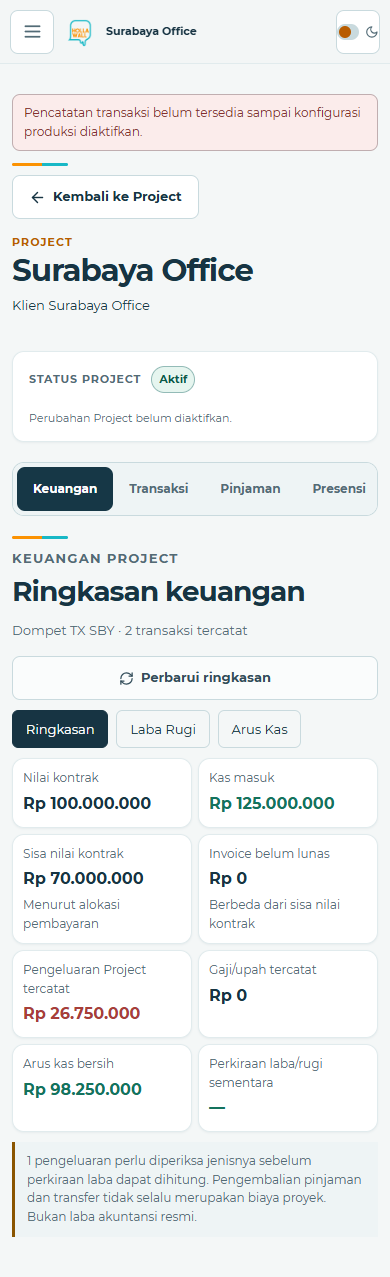 HOLLA
MALL
Surabaya Office
Pencatatan transaksi belum tersedia sampai konfigurasi
produksi diaktifkan.
Kembali ke Project
PROJECT
Surabaya Office
Klien Surabaya Office
STATUS PROJECT Aktif
Perubahan Project belum diaktifkan.
Keuangan Transaksi Pinjaman Presensi
KEUANGAN PROJECT
Ringkasan keuangan
Dompet TX SBY · 2 transaksi tercatat
Perbarui ringkasan
Ringkasan Laba Rugi Arus Kas
Nilai kontrak
Rp 100.000.000
Kas masuk
Rp 125.000.000
Sisa nilai kontrak
Rp 70.000.000
Menurut alokasi
pembayaran
Invoice belum lunas
Rp 0
Berbeda dari sisa nilai
kontrak
Pengeluaran Project
tercatat
Rp 26.750.000
Gaji/upah tercatat
Rp 0
Arus kas bersih
Rp 98.250.000
Perkiraan laba/rugi
sementara
—
1 pengeluaran perlu diperiksa jenisnya sebelum
perkiraan laba dapat dihitung. Pengembalian pinjaman
dan transfer tidak selalu merupakan biaya proyek.
Bukan laba akuntansi resmi.